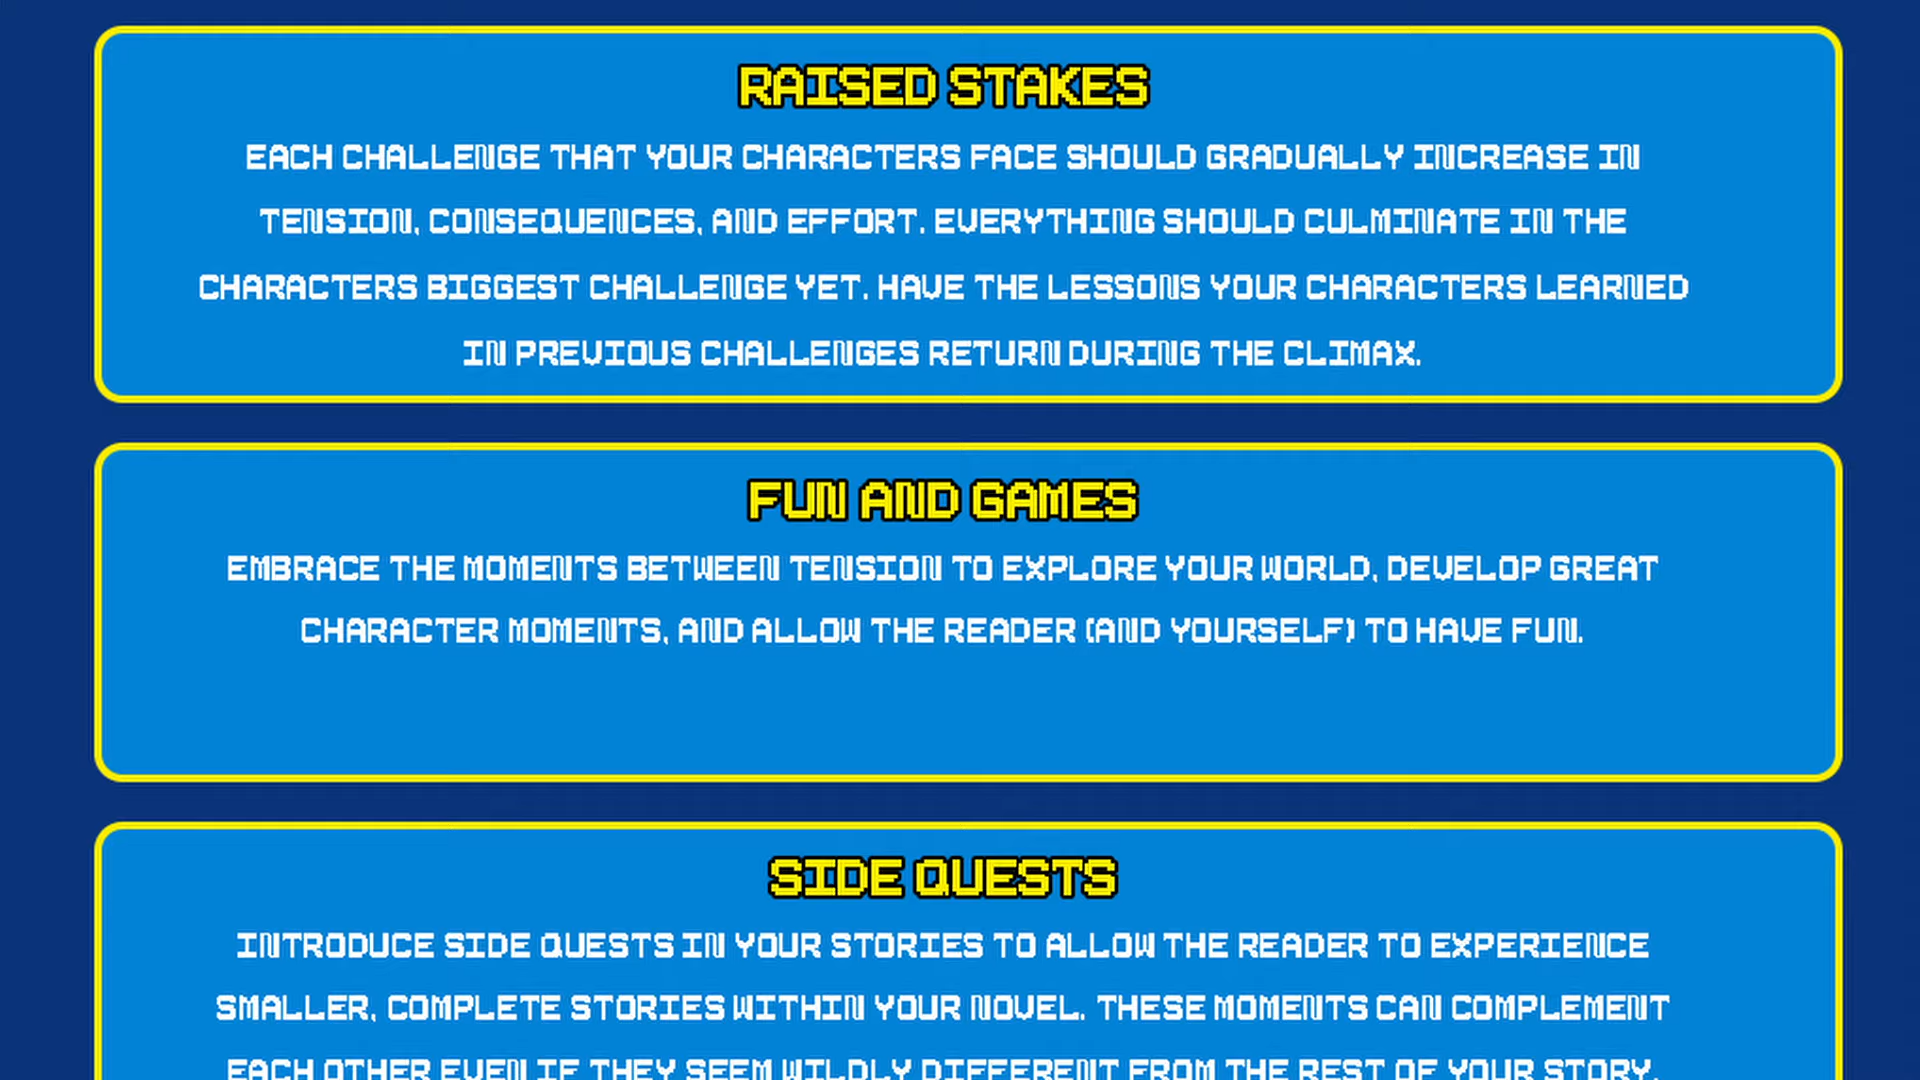 RAISED STAKES
EACH CHALLENGE THAT YOUR CHARACTERS FACE SHOULD GRADUALLY INCREASE IN
TENSION, CONSEQUENCES, AND EFFORT. EVERYTHING SHOULD CULMINATE IN THE
CHARACTERS BIGGEST CHALLENGE YET. HAVE THE LESSONS YOUR CHARACTERS LEARNED
IN PREVIOUS CHALLENGES RETURN DURING THE CLIMAX.
FUN AND GAMES
EMBRACE THE MOMENTS BETWEEN TENSION TO EXPLORE YOUR WORLD, DEVELOP GREAT
CHARACTER MOMENTS, AND ALLOW THE READER (AND YOURSELF) TO HAVE FUN.
SIDE QUESTS
INTRODUCE SIDE QUESTS IN YOUR STORIES TO ALLOW THE READER TO EXPERIENCE
SMALLER, COMPLETE STORIES WITHIN YOUR NOVEL. THESE MOMENTS CAN COMPLEMENT
EACH OTHER EVEN IF THEY SEEM WILDLY DIFFERENT FROM THE REST OF YOUR STORY.